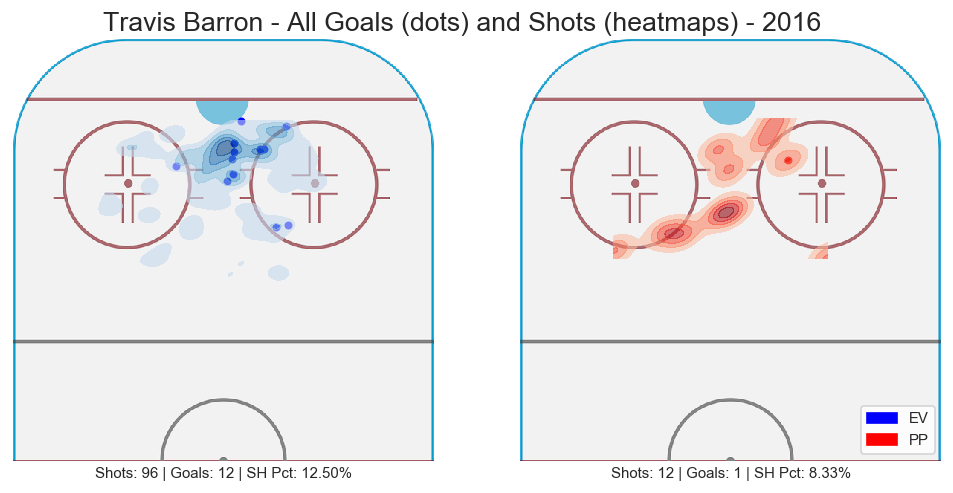 Travis Barron - All Goals (dots) and Shots (heatmaps) - 2016
EV
PP
Shots: 96 | Goals: 12 | SH Pct: 12.50%
Shots: 12 | Goals: 1 | SH Pct: 8.33%